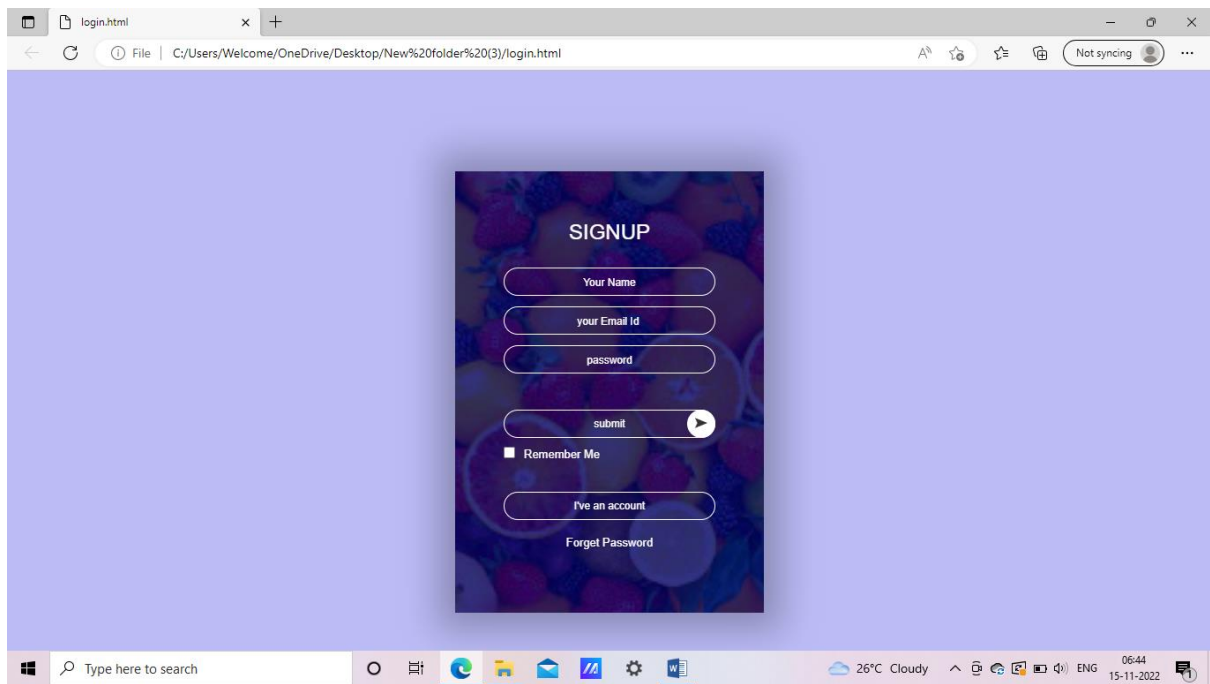 login.html
File
C:/Users/Welcome/OneDrive/Desktop/New%20folder%20(3)/login.html
Not syncing
SIGNUP
Your Name
your Email Id
password
submit
Remember Me
I've an account
Forget Password
Type here to search
26°C Cloudy
ENG
06:44
15-11-2022
1